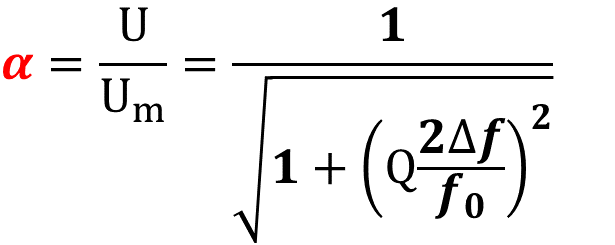 α = U/U_m = 1/√(1 + (Q 2Δf/f_0)^2)